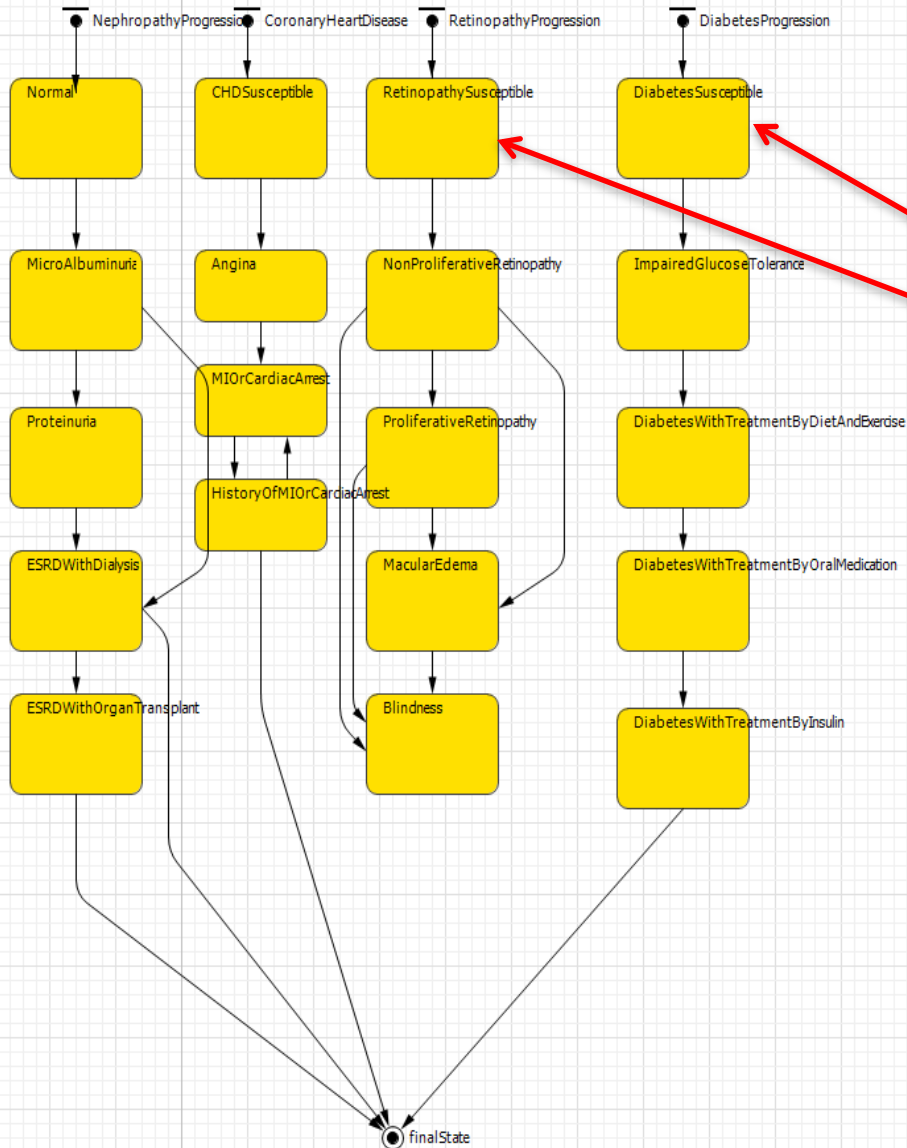 NephropathyProgression
CoronaryHeartDisease
RetinopathyProgression
DiabetesProgression
Normal
CHDSusceptible
RetinopathySusceptible
DiabetesSusceptible
MicroAlbuminuria
Angina
NonProliferativeRetinopathy
ImpairedGlucoseTolerance
MIOrCardiacArrest
Proteinuria
ProliferativeRetinopathy
DiabetesWithTreatmentByDietAndExercise
HistoryOfMIOrCardiacArrest
ESRDWithDialysis
MacularEdema
DiabetesWithTreatmentByOralMedication
ESRDWithOrganTransplant
Blindness
DiabetesWithTreatmentByInsulin
finalState